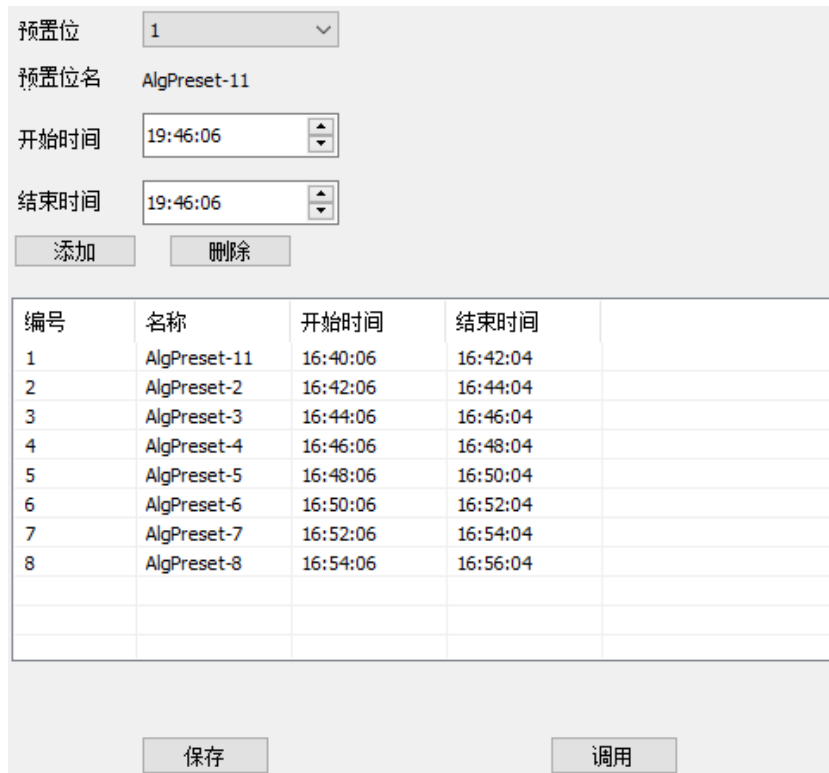 预置位 1
预置位名 AlgPreset-11
开始时间 19:46:06
结束时间 19:46:06
添加 删除
编号 名称 开始时间 结束时间
1 AlgPreset-11 16:40:06 16:42:04
2 AlgPreset-2 16:42:06 16:44:04
3 AlgPreset-3 16:44:06 16:46:04
4 AlgPreset-4 16:46:06 16:48:04
5 AlgPreset-5 16:48:06 16:50:04
6 AlgPreset-6 16:50:06 16:52:04
7 AlgPreset-7 16:52:06 16:54:04
8 AlgPreset-8 16:54:06 16:56:04
保存 调用